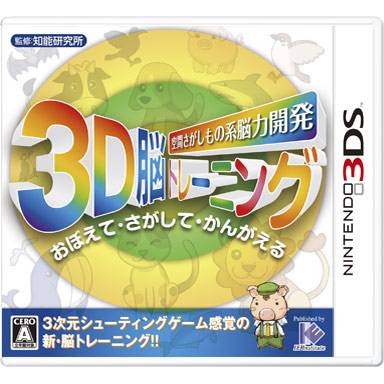 監修:知能研究所
空間さがしもの系脳力開発
3D脳トレーニング
おぼえて・さがして・かんがえる
3次元シューティングゲーム感覚の
新・脳トレーニング!!
CERO
A
Published by
IE Institute
NINTENDO3DS